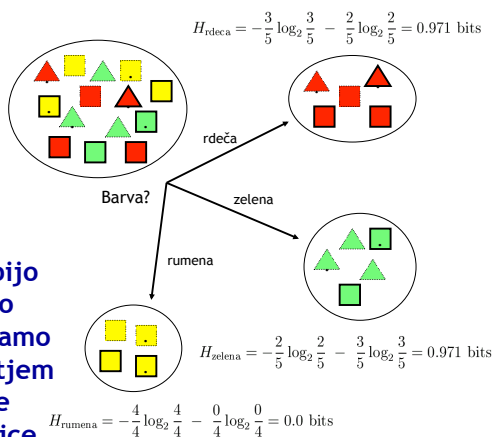 H_rdeca = −3/5 log₂ 3/5 − 2/5 log₂ 2/5 = 0.971 bits
rdeča
Barva?
zelena
rumena
H_zelena = −2/5 log₂ 2/5 − 3/5 log₂ 3/5 = 0.971 bits
H_rumena = −4/4 log₂ 4/4 − 0/4 log₂ 0/4 = 0.0 bits